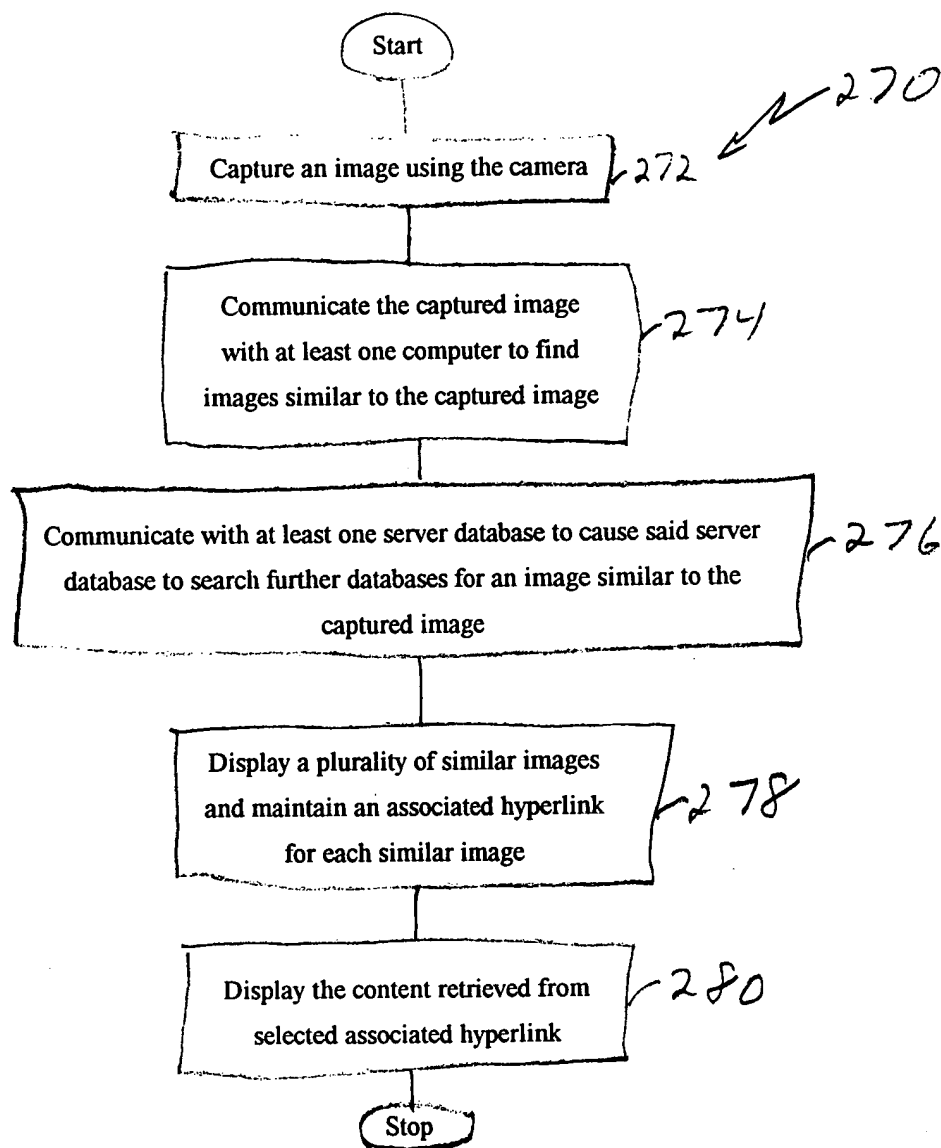 Start
270
Capture an image using the camera
272
Communicate the captured image
with at least one computer to find
images similar to the captured image
274
Communicate with at least one server database to cause said server
database to search further databases for an image similar to the
captured image
276
Display a plurality of similar images
and maintain an associated hyperlink
for each similar image
278
Display the content retrieved from
selected associated hyperlink
280
Stop